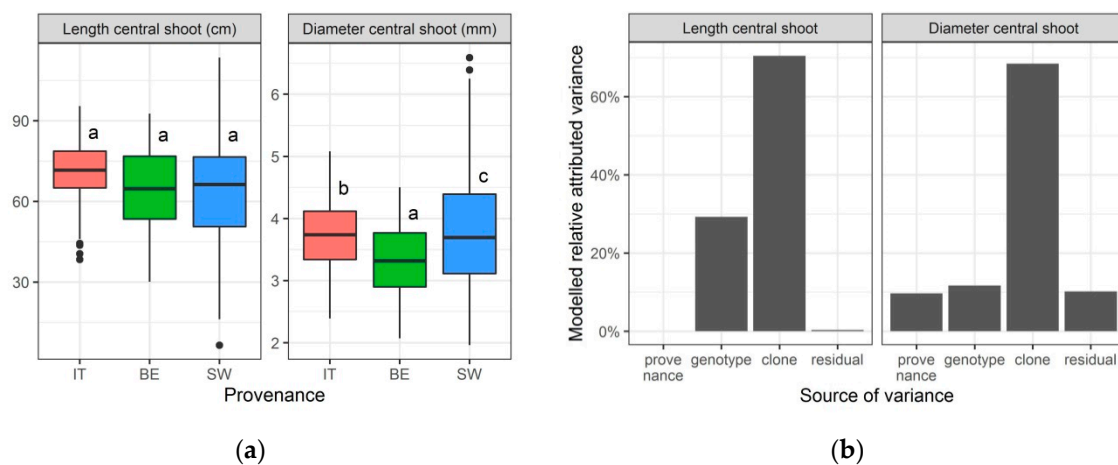 Length central shoot (cm)
Diameter central shoot (mm)
90
60
30
a
a
a
6
5
4
3
2
b
a
c
IT
BE
SW
IT
BE
SW
Provenance
(a)
Length central shoot
Diameter central shoot
Modelled relative attributed variance
60%
40%
20%
0%
prove
nance
genotype
clone
residual
prove
nance
genotype
clone
residual
Source of variance
(b)